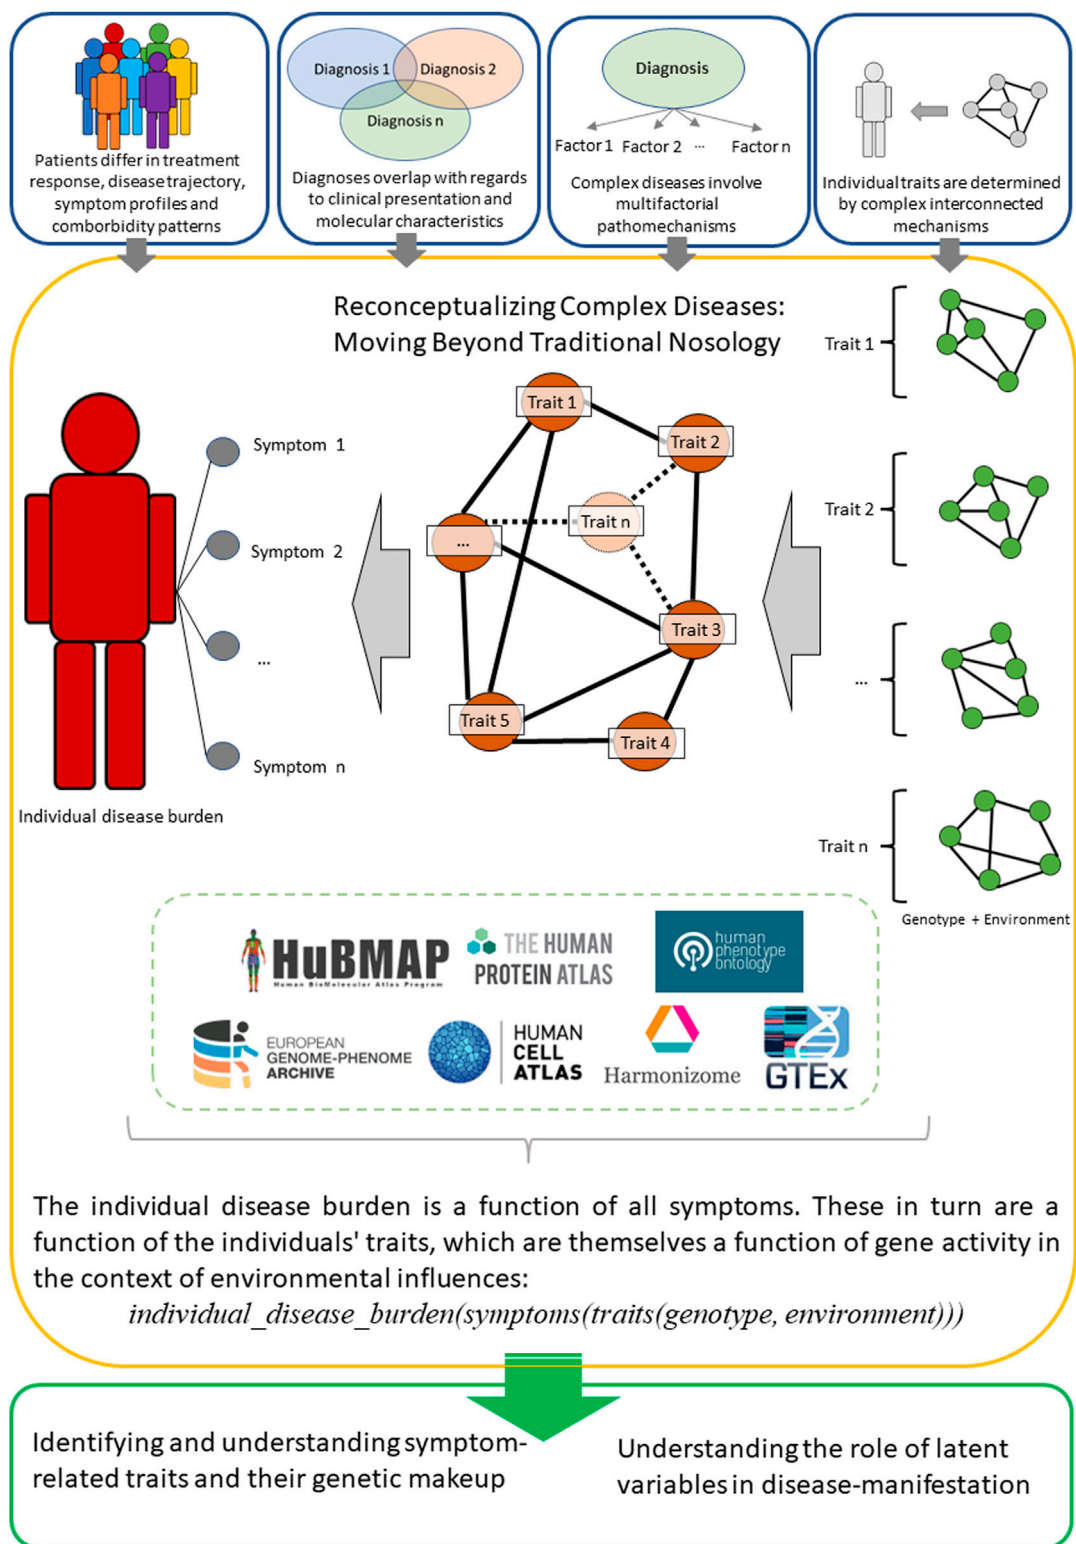 Patients differ in treatment
response, disease trajectory,
symptom profiles and
comborbidity patterns
Diagnosis 1
Diagnosis 2
Diagnosis n
Diagnoses overlap with regards
to clinical presentation and
molecular characteristics
Diagnosis
Factor 1
Factor 2
...
Factor n
Complex diseases involve
multifactorial
pathomechanisms
Individual traits are determined
by complex interconnected
mechanisms
Reconceptualizing Complex Diseases:
Moving Beyond Traditional Nosology
Symptom 1
Symptom 2
...
Symptom n
Individual disease burden
Trait 1
Trait 2
Trait n
...
Trait 3
Trait 5
Trait 4
Trait 1
Trait 2
...
Trait n
Genotype + Environment
HuBMAP
Human BioMolecular Atlas Program
THE HUMAN
PROTEIN ATLAS
human
phenotype
ontology
EUROPEAN
GENOME-PHENOME
ARCHIVE
HUMAN
CELL
ATLAS
Harmonizome
GTEx
The individual disease burden is a function of all symptoms. These in turn are a
function of the individuals' traits, which are themselves a function of gene activity in
the context of environmental influences:
individual_disease_burden(symptoms(traits(genotype, environment)))
Identifying and understanding symptom-
related traits and their genetic makeup
Understanding the role of latent
variables in disease-manifestation